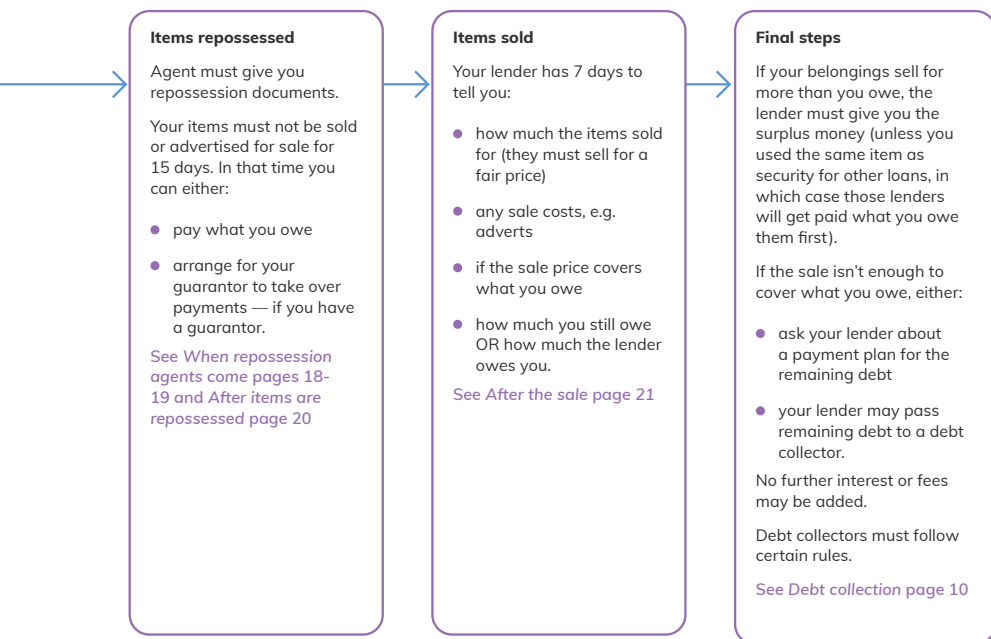 Items repossessed
Agent must give you
repossession documents.
Your items must not be sold
or advertised for sale for
15 days. In that time you
can either:
pay what you owe
arrange for your
guarantor to take over
payments — if you have
a guarantor.
See When repossession
agents come pages 18-
19 and After items are
repossessed page 20
Items sold
Your lender has 7 days to
tell you:
how much the items sold
for (they must sell for a
fair price)
any sale costs, e.g.
adverts
if the sale price covers
what you owe
how much you still owe
OR how much the lender
owes you.
See After the sale page 21
Final steps
If your belongings sell for
more than you owe, the
lender must give you the
surplus money (unless you
used the same item as
security for other loans, in
which case those lenders
will get paid what you owe
them first).
If the sale isn’t enough to
cover what you owe, either:
ask your lender about
a payment plan for the
remaining debt
your lender may pass
remaining debt to a debt
collector.
No further interest or fees
may be added.
Debt collectors must follow
certain rules.
See Debt collection page 10